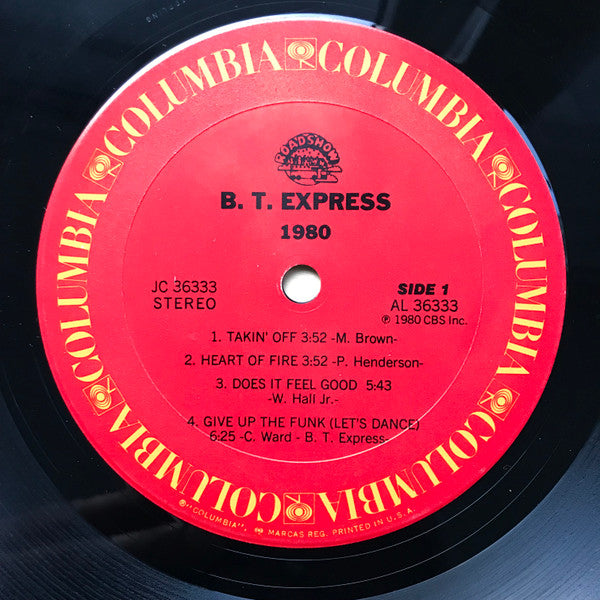 COLUMBIA COLUMBIA COLUMBIA COLUMBIA COLUMBIA COLUMBIA COLUMBIA COLUMBIA
ROADSHOW
B. T. EXPRESS
1980
JC 36333
STEREO
SIDE 1
AL 36333
℗ 1980 CBS Inc.
1. TAKIN' OFF 3:52 -M. Brown-
2. HEART OF FIRE 3:52 -P. Henderson-
3. DOES IT FEEL GOOD 5:43
-W. Hall Jr.-
4. GIVE UP THE FUNK (LET'S DANCE)
6:25 -C. Ward - B. T. Express-
®"COLUMBIA", MARCAS REG. PRINTED IN U.S.A.